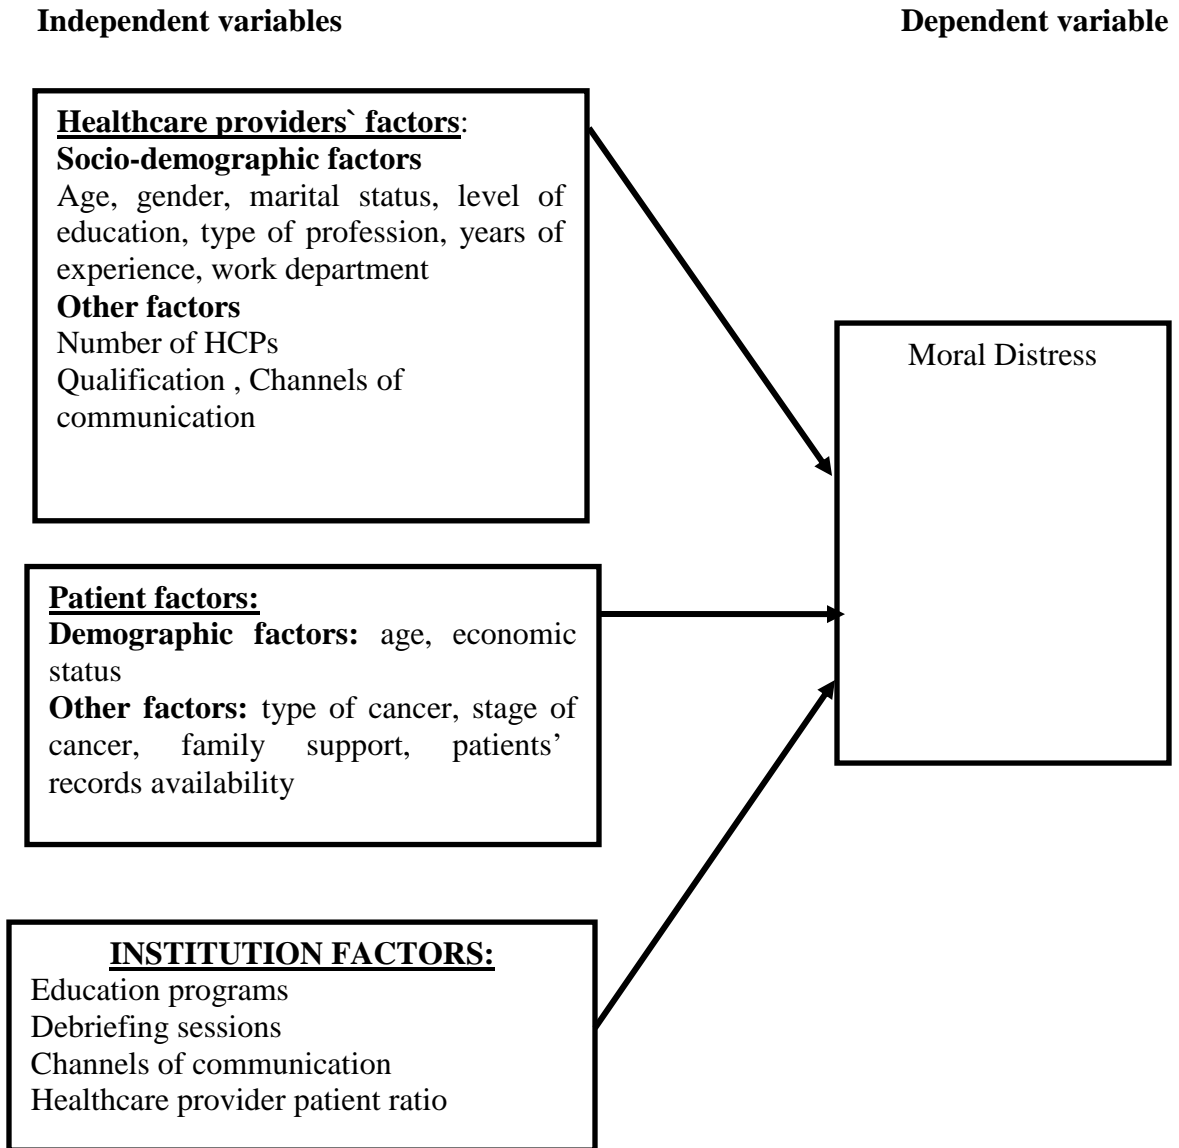 Independent variables
Dependent variable
Healthcare providers` factors:
Socio-demographic factors
Age, gender, marital status, level of
education, type of profession, years of
experience, work department
Other factors
Number of HCPs
Qualification , Channels of
communication
Moral Distress
Patient factors:
Demographic factors: age, economic
status
Other factors: type of cancer, stage of
cancer, family support, patients’
records availability
INSTITUTION FACTORS:
Education programs
Debriefing sessions
Channels of communication
Healthcare provider patient ratio